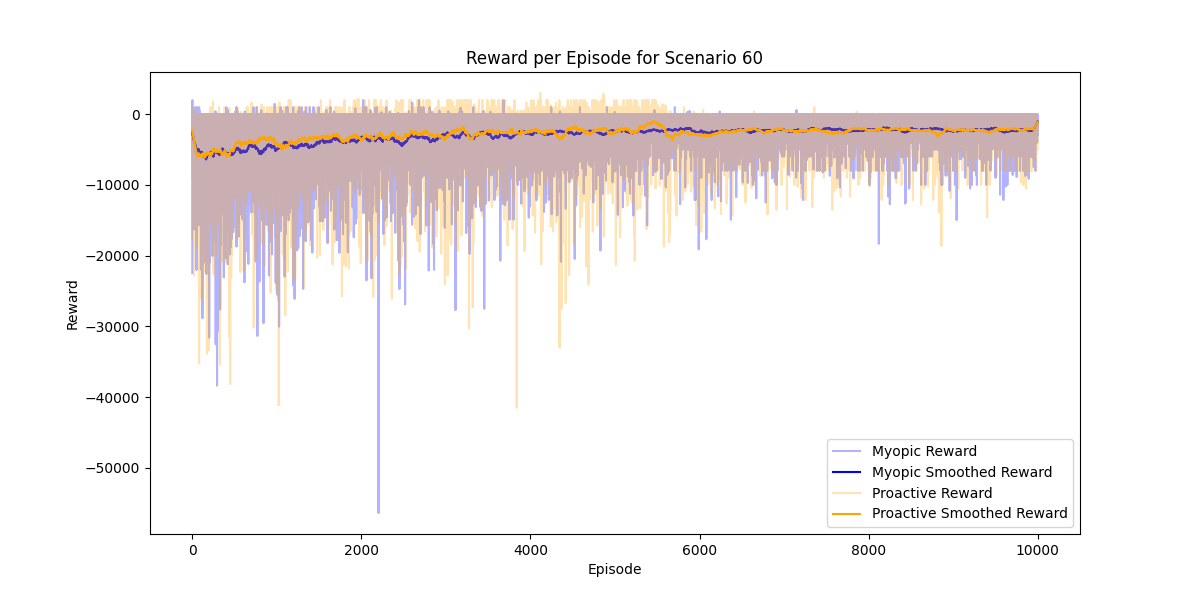 Reward per Episode for Scenario 60
Reward
0
−10000
−20000
−30000
−40000
−50000
0
2000
4000
6000
8000
10000
Episode
Myopic Reward
Myopic Smoothed Reward
Proactive Reward
Proactive Smoothed Reward